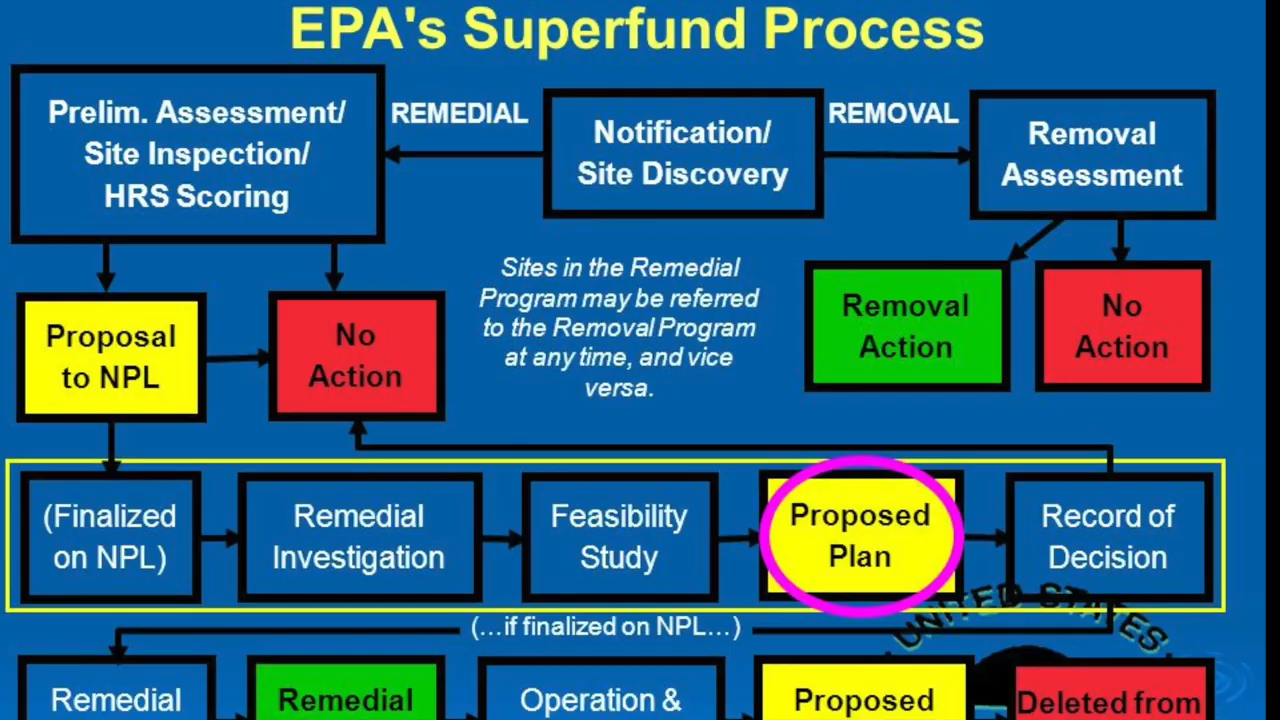 EPA's Superfund Process
Prelim. Assessment/
Site Inspection/
HRS Scoring
REMEDIAL
Notification/
Site Discovery
REMOVAL
Removal
Assessment
Proposal
to NPL
No
Action
Sites in the Remedial
Program may be referred
to the Removal Program
at any time, and vice
versa.
Removal
Action
No
Action
(Finalized
on NPL)
Remedial
Investigation
Feasibility
Study
Proposed
Plan
Record of
Decision
(...if finalized on NPL...)
UNITED STATES
Remedial
Remedial
Operation &
Proposed
Deleted from